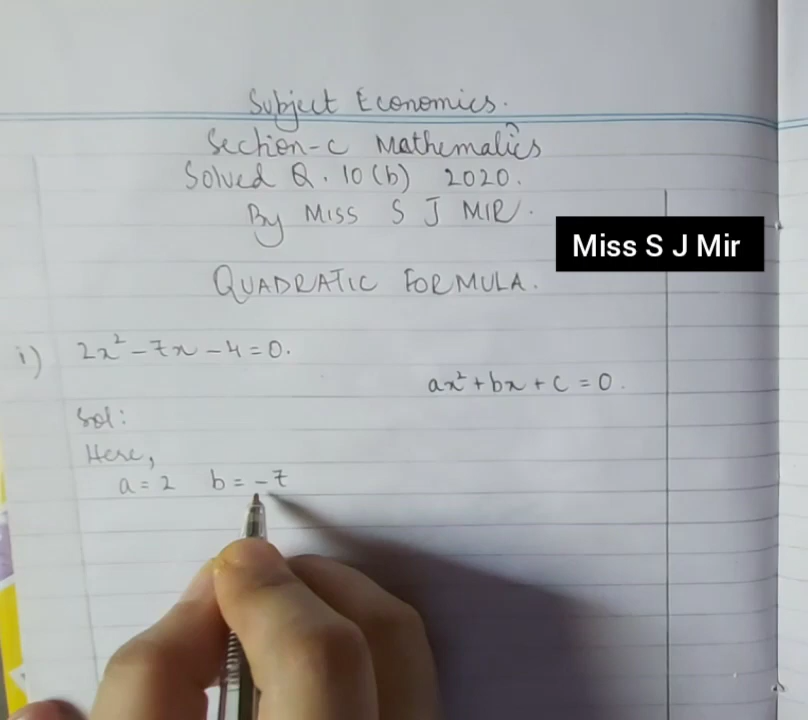 Subject Economics.
Section-C Mathematics
Solved Q. 10(b) 2020.
By Miss S J MIR.
Miss S J Mir
QUADRATIC FORMULA.
i) 2x² - 7x - 4 = 0.
ax² + bx + c = 0.
Sol:
Here,
a = 2 b = -7